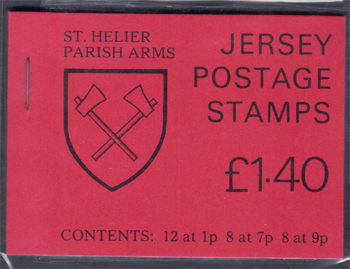 ST. HELIER
PARISH ARMS
JERSEY
POSTAGE
STAMPS
£1·40
CONTENTS: 12 at 1p 8 at 7p 8 at 9p